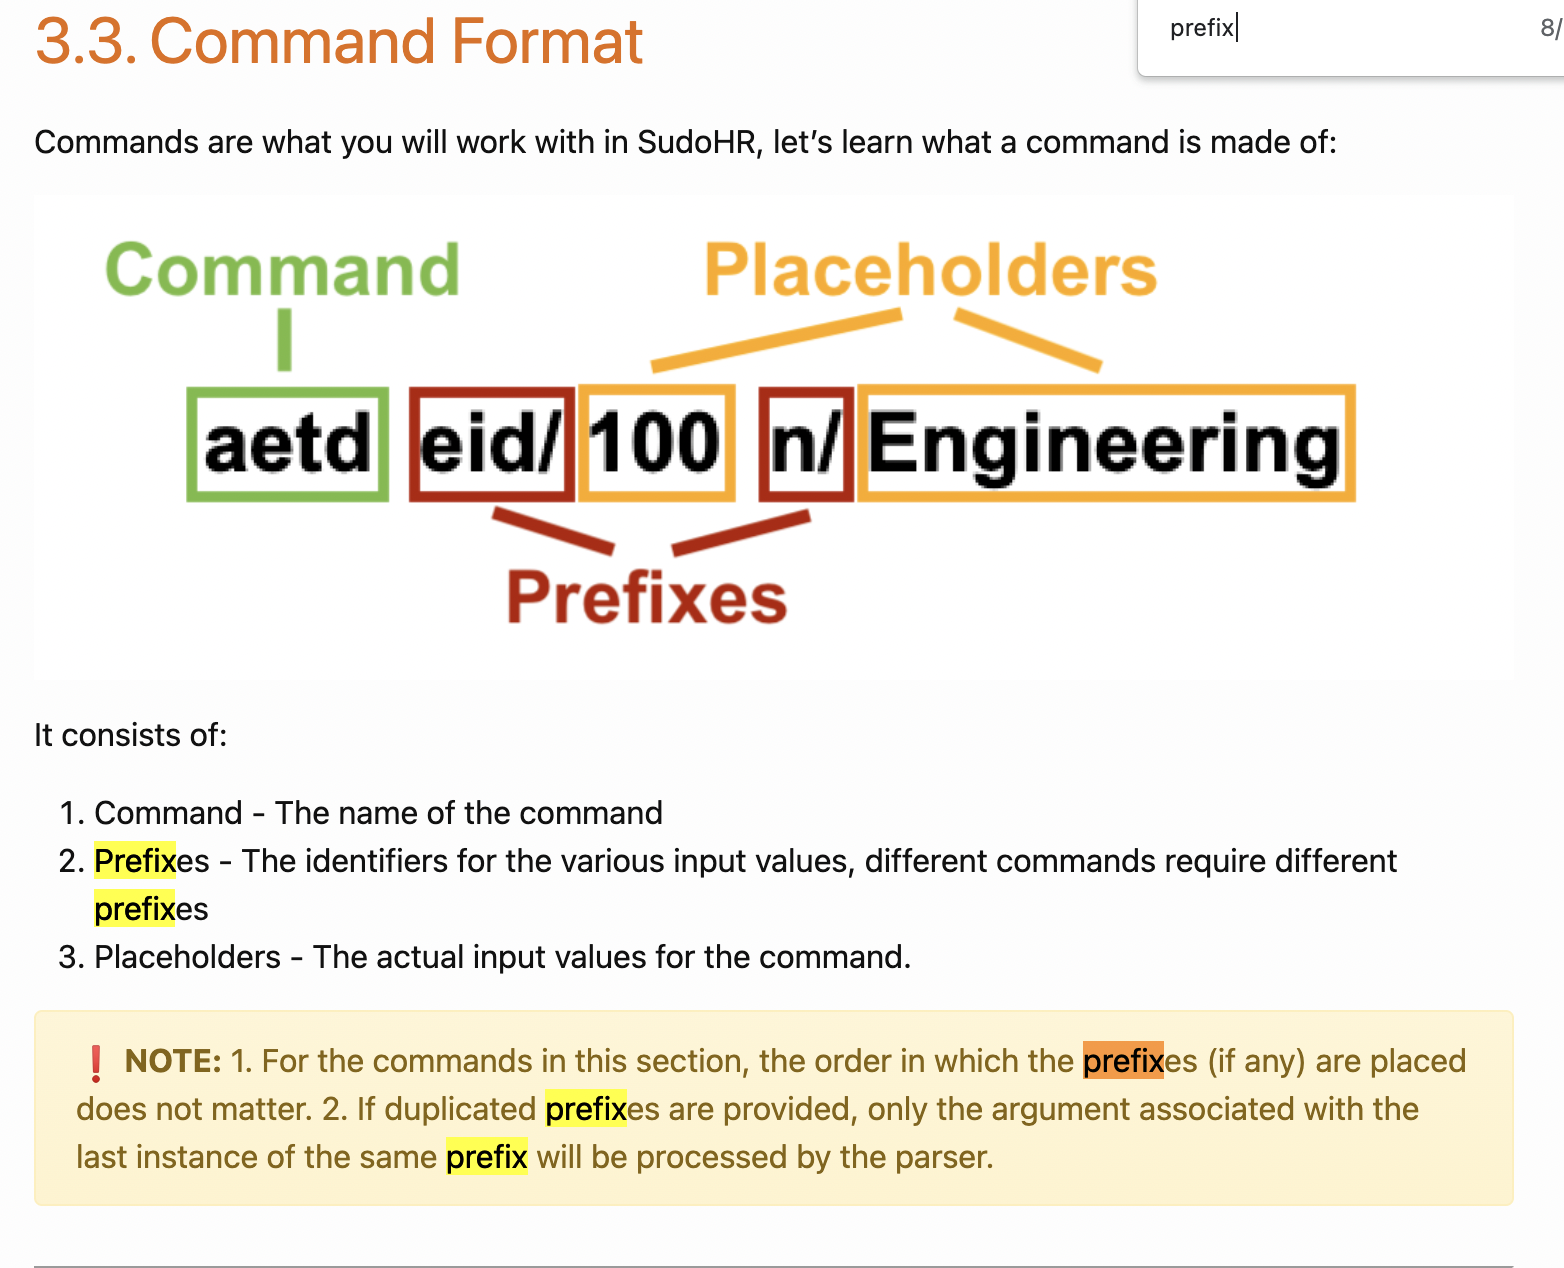 3.3. Command Format
prefix
8/
Commands are what you will work with in SudoHR, let’s learn what a command is made of:
Command
Placeholders
aetd eid/ 100 n/ Engineering
Prefixes
It consists of:
1. Command - The name of the command
2. Prefixes - The identifiers for the various input values, different commands require different
prefixes
3. Placeholders - The actual input values for the command.
❗ NOTE: 1. For the commands in this section, the order in which the prefixes (if any) are placed
does not matter. 2. If duplicated prefixes are provided, only the argument associated with the
last instance of the same prefix will be processed by the parser.